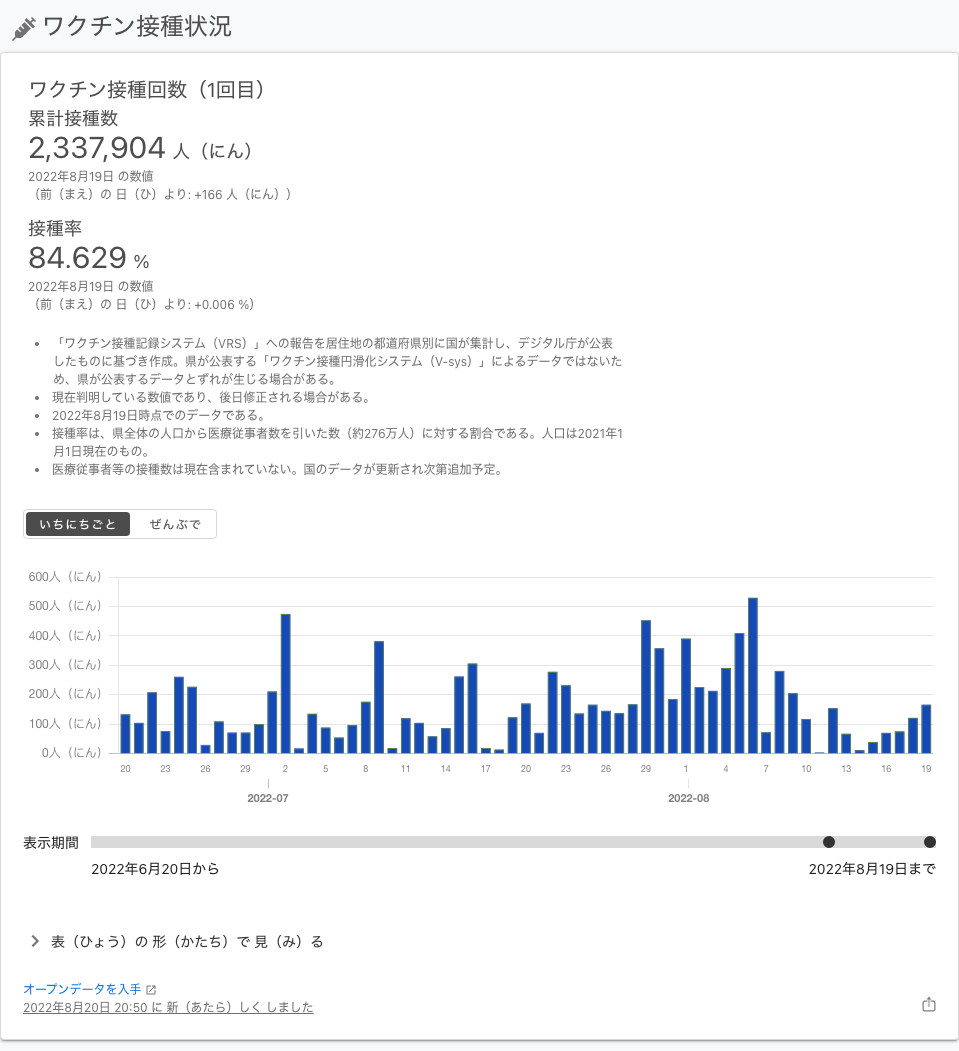 ワクチン接種状況
ワクチン接種回数（1回目）
累計接種数
2,337,904 人（にん）
2022年8月19日 の数値
（前（まえ）の 日（ひ）より: +166 人（にん））
接種率
84.629 %
2022年8月19日 の数値
（前（まえ）の 日（ひ）より: +0.006 %）
• 「ワクチン接種記録システム（VRS）」への報告を居住地の都道府県別に国が集計し、デジタル庁が公表
したものに基づき作成。県が公表する「ワクチン接種円滑化システム（V-sys）」によるデータではないた
め、県が公表するデータとずれが生じる場合がある。
• 現在判明している数値であり、後日修正される場合がある。
• 2022年8月19日時点でのデータである。
• 接種率は、県全体の人口から医療従事者数を引いた数（約276万人）に対する割合である。人口は2021年1
月1日現在のもの。
• 医療従事者等の接種数は現在含まれていない。国のデータが更新され次第追加予定。
いちにちごと ぜんぶで
600人（にん）
500人（にん）
400人（にん）
300人（にん）
200人（にん）
100人（にん）
0人（にん）
20 23 26 29 2 5 8 11 14 17 20 23 26 29 1 4 7 10 13 16 19
2022-07 2022-08
表示期間
2022年6月20日から 2022年8月19日まで
表（ひょう）の 形（かたち）で 見（み）る
オープンデータを入手
2022年8月20日 20:50 に 新（あたら）しく しました